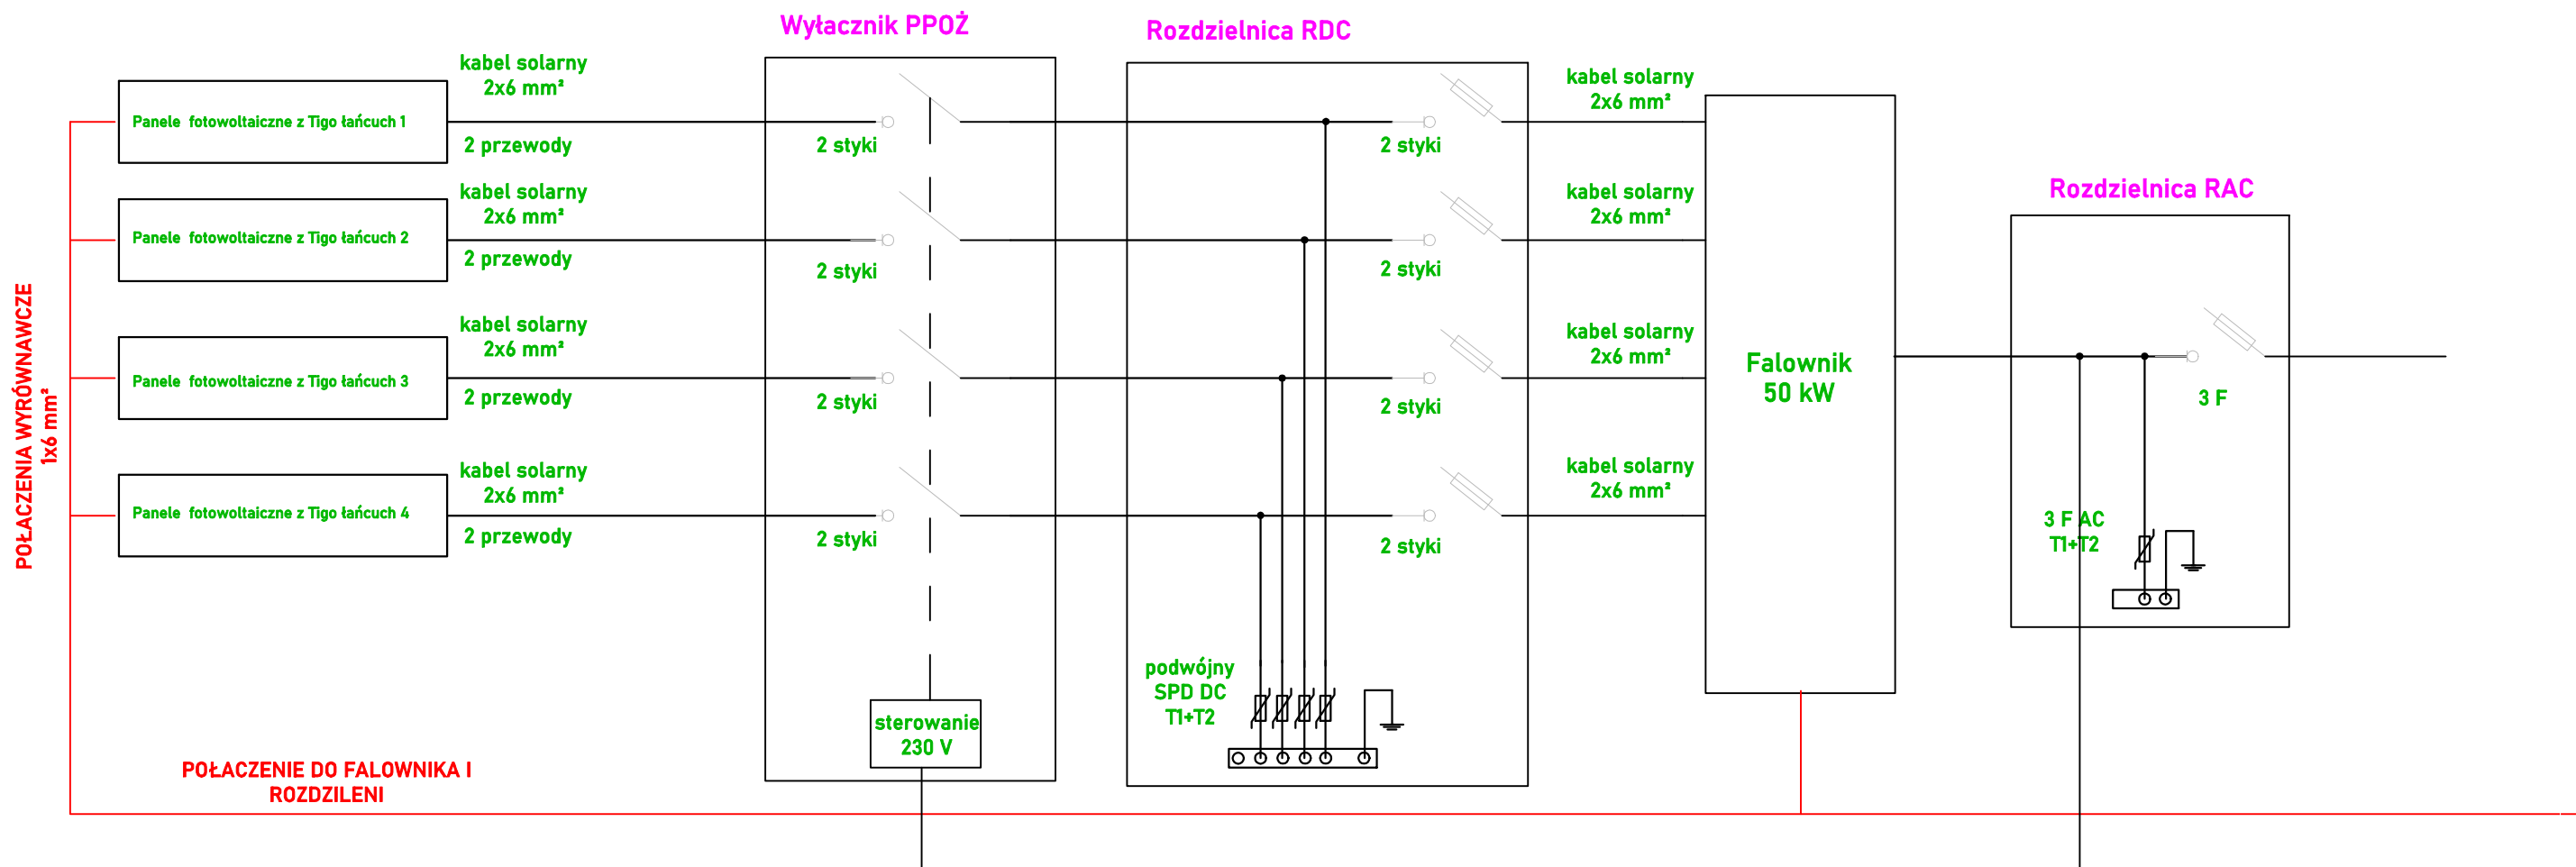 Wyłacznik PPOŻ
Rozdzielnica RDC
Rozdzielnica RAC
kabel solarny
2x6 mm²
Panele fotowoltaiczne z Tigo łańcuch 1
2 przewody
2 styki
2 styki
kabel solarny
2x6 mm²
kabel solarny
2x6 mm²
Panele fotowoltaiczne z Tigo łańcuch 2
2 przewody
2 styki
2 styki
kabel solarny
2x6 mm²
kabel solarny
2x6 mm²
Panele fotowoltaiczne z Tigo łańcuch 3
2 przewody
2 styki
2 styki
kabel solarny
2x6 mm²
kabel solarny
2x6 mm²
Panele fotowoltaiczne z Tigo łańcuch 4
2 przewody
2 styki
2 styki
kabel solarny
2x6 mm²
Falownik
50 kW
3 F
3 F AC
T1+T2
podwójny
SPD DC
T1+T2
sterowanie
230 V
POŁACZENIA WYRÓWNAWCZE
1x6 mm²
POŁACZENIE DO FALOWNIKA I
ROZDZILENI